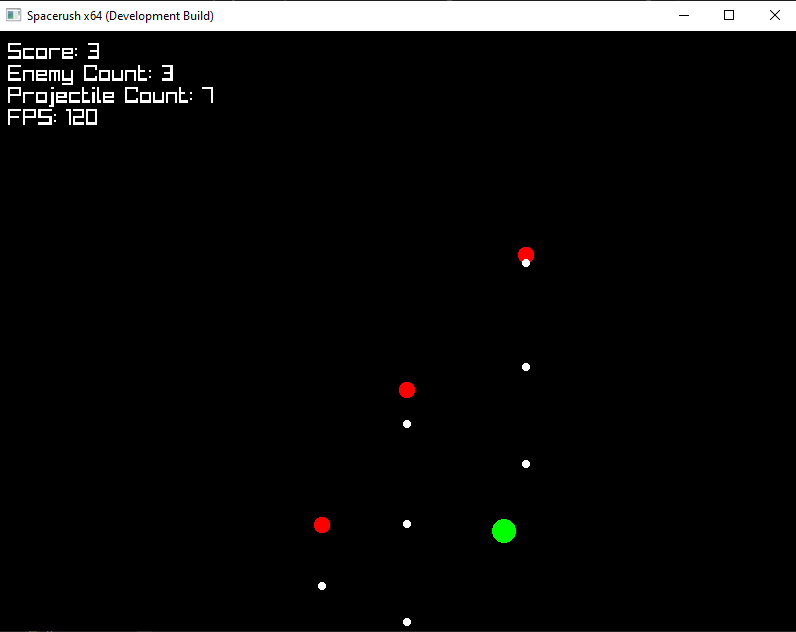 Spacerush x64 (Development Build)
Score: 3
Enemy Count: 3
Projectile Count: 7
FPS: 120